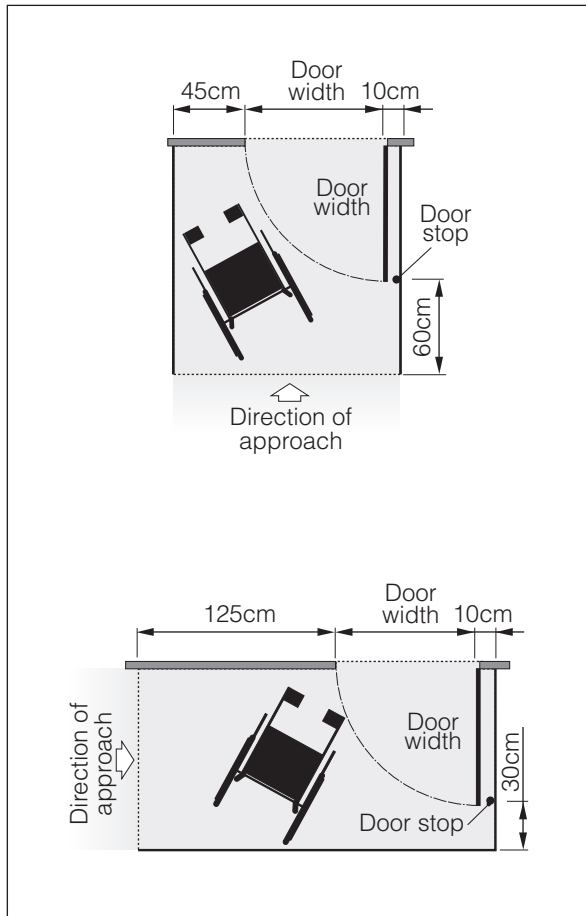 Door
width
45cm
10cm
Door
width
Door
stop
60cm
Direction of
approach
Door
width
125cm
10cm
Direction of
approach
Door
width
30cm
Door stop